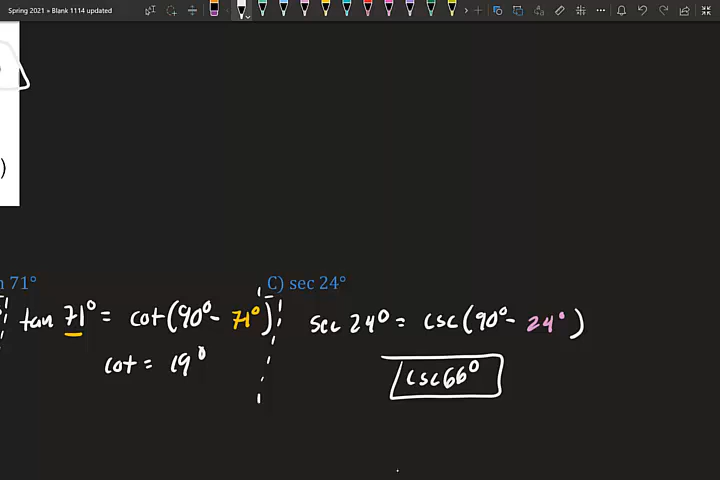 Spring 2021 » Blank 1114 updated
)
n 71°
C) sec 24°
tan 71° = cot(90° - 71°)
sec 24° = csc(90° - 24°)
cot = 19°
csc 66°